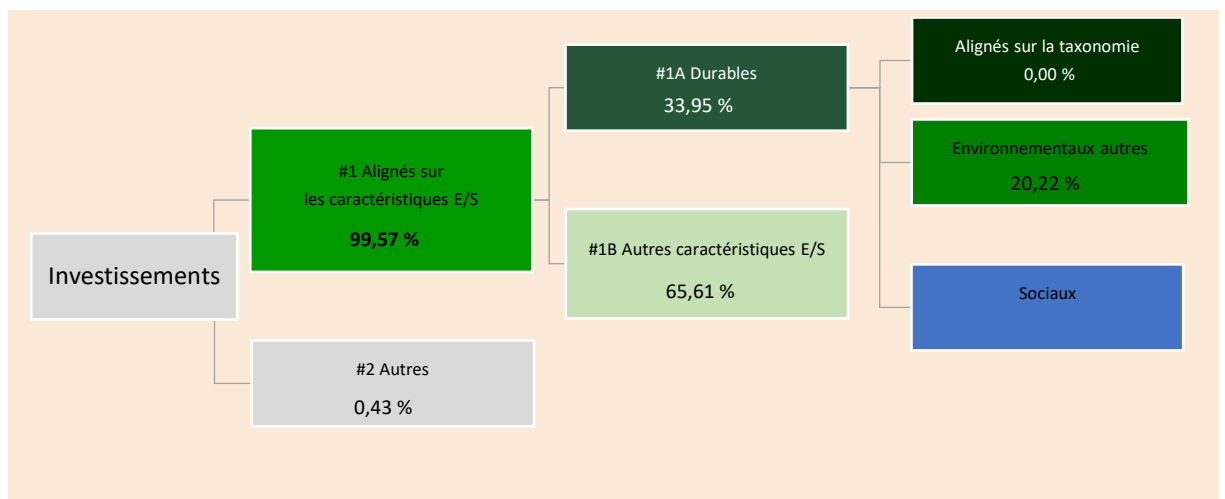 Investissements
#1 Alignés sur
les caractéristiques E/S
99,57 %
#2 Autres
0,43 %
#1A Durables
33,95 %
#1B Autres caractéristiques E/S
65,61 %
Alignés sur la taxonomie
0,00 %
Environnementaux autres
20,22 %
Sociaux